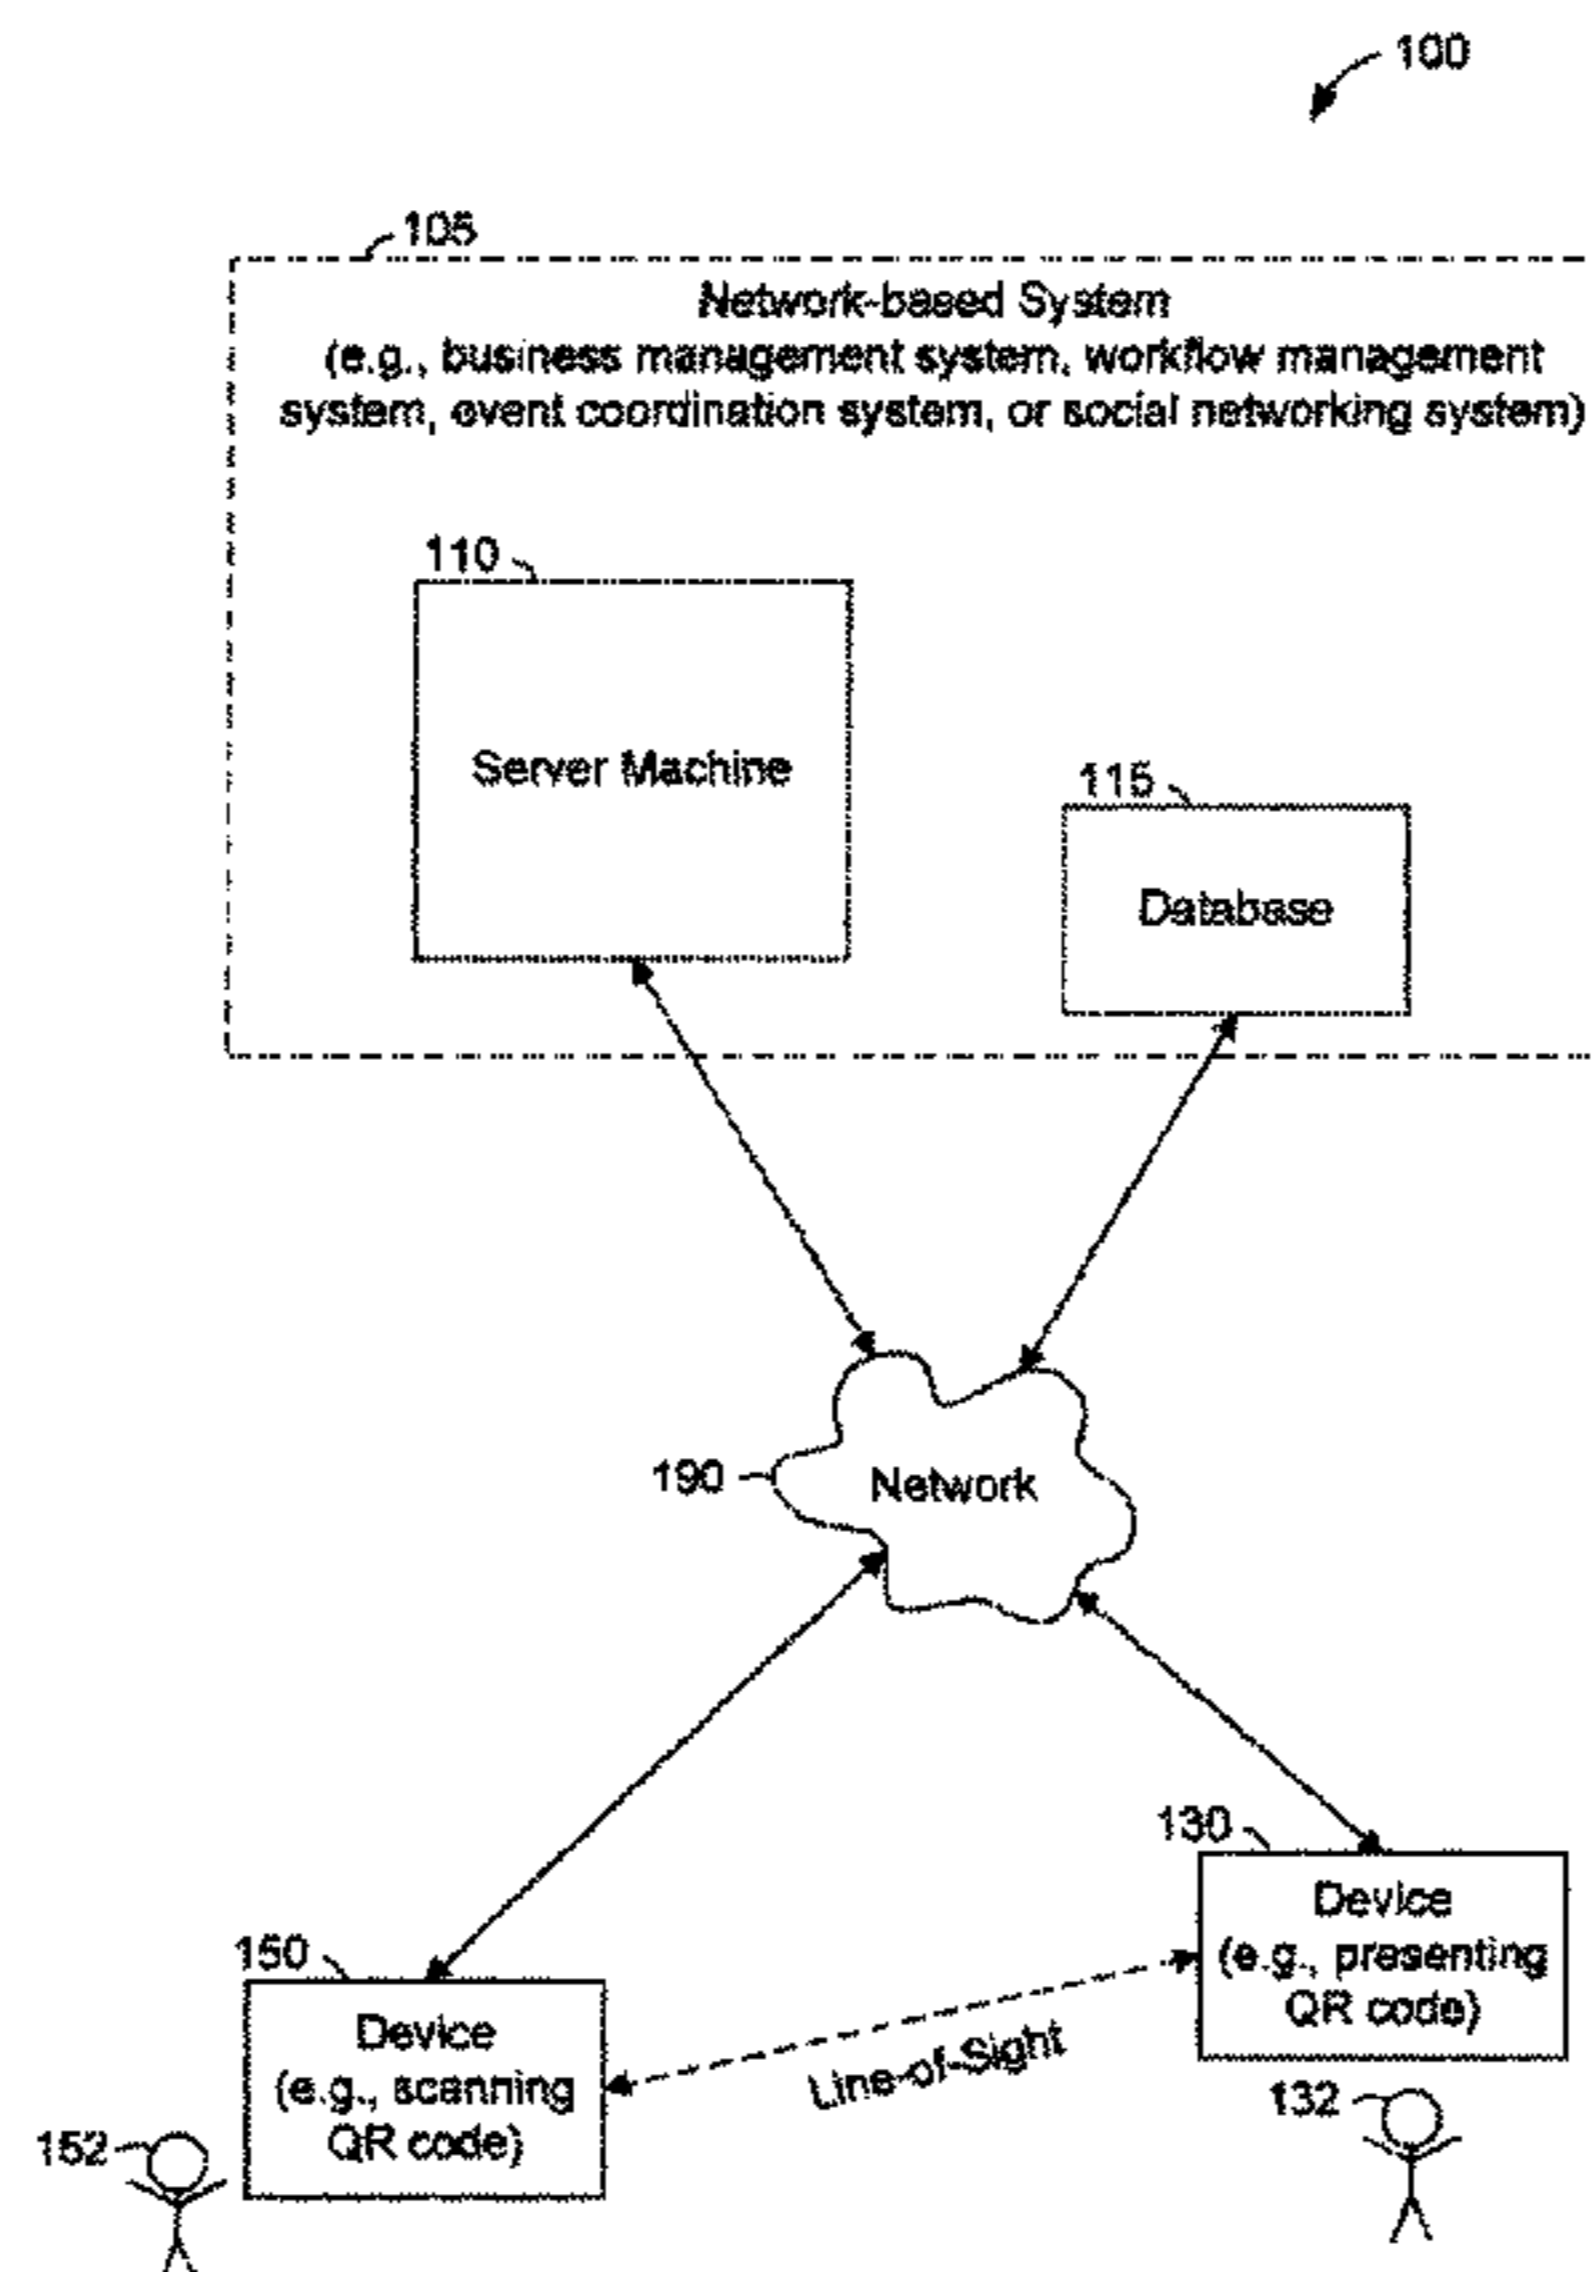 100
105
Network-based System
(e.g., business management system, workflow management
system, event coordination system, or social networking system)
110
Server Machine
115
Database
190
Network
130
Device
(e.g., presenting
QR code)
150
Device
(e.g., scanning
QR code)
Line-of-Sight
132
152